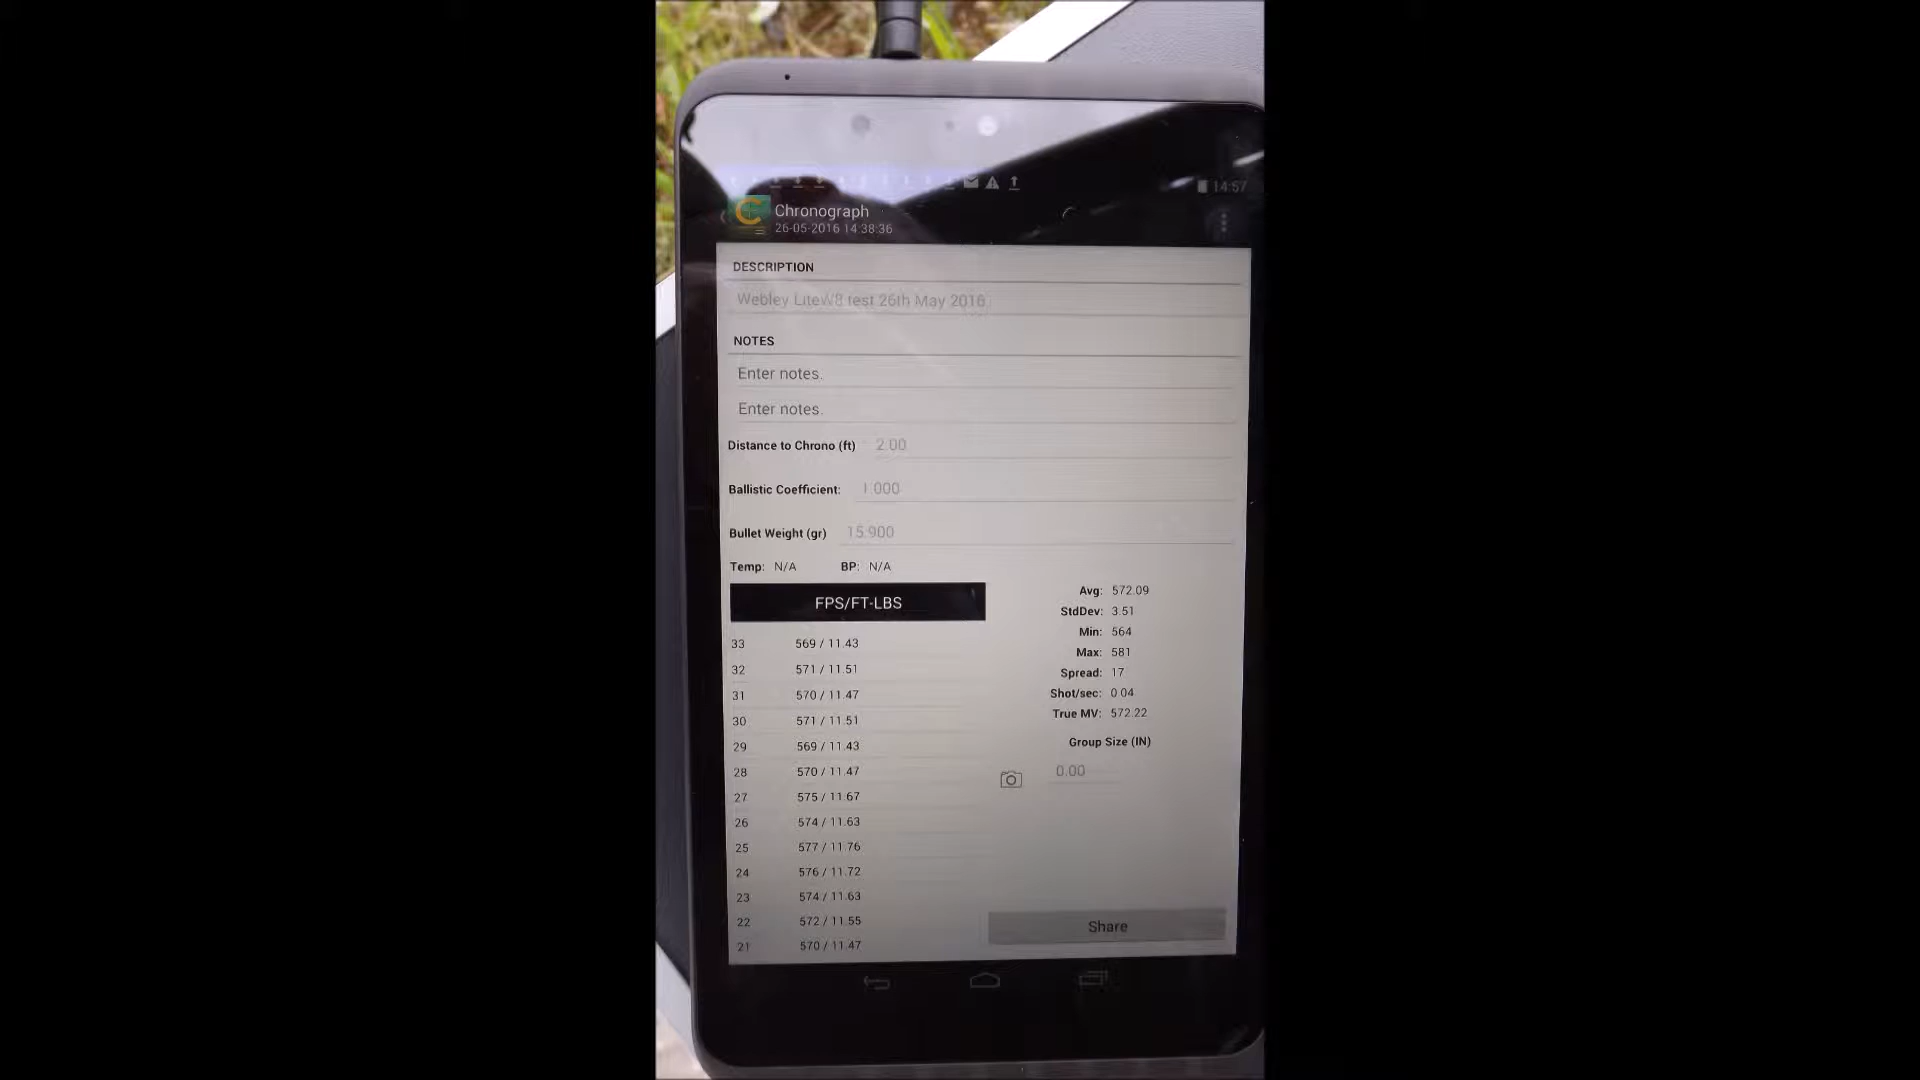 14:57
Chronograph
26-05-2016 14:38:36
DESCRIPTION
Webley LiteW8 test 26th May 2016.
NOTES
Enter notes.
Enter notes.
Distance to Chrono (ft) 2.00
Ballistic Coefficient: 1.000
Bullet Weight (gr) 15.900
Temp: N/A BP: N/A
FPS/FT-LBS
33 569 / 11.43
32 571 / 11.51
31 570 / 11.47
30 571 / 11.51
29 569 / 11.43
28 570 / 11.47
27 575 / 11.67
26 574 / 11.63
25 577 / 11.76
24 576 / 11.72
23 574 / 11.63
22 572 / 11.55
21 570 / 11.47
Avg: 572.09
StdDev: 3.51
Min: 564
Max: 581
Spread: 17
Shot/sec: 0.04
True MV: 572.22
Group Size (IN)
0.00
Share